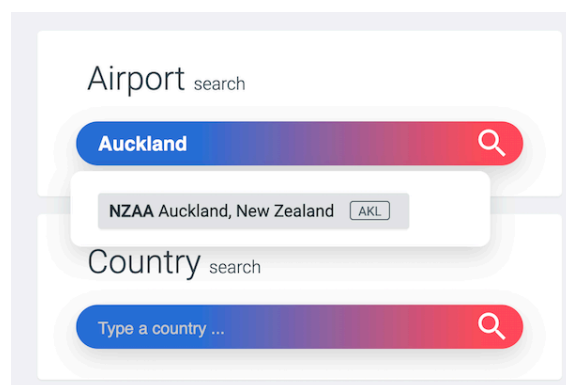 Airport search
Auckland
NZAA Auckland, New Zealand AKL
Country search
Type a country ...